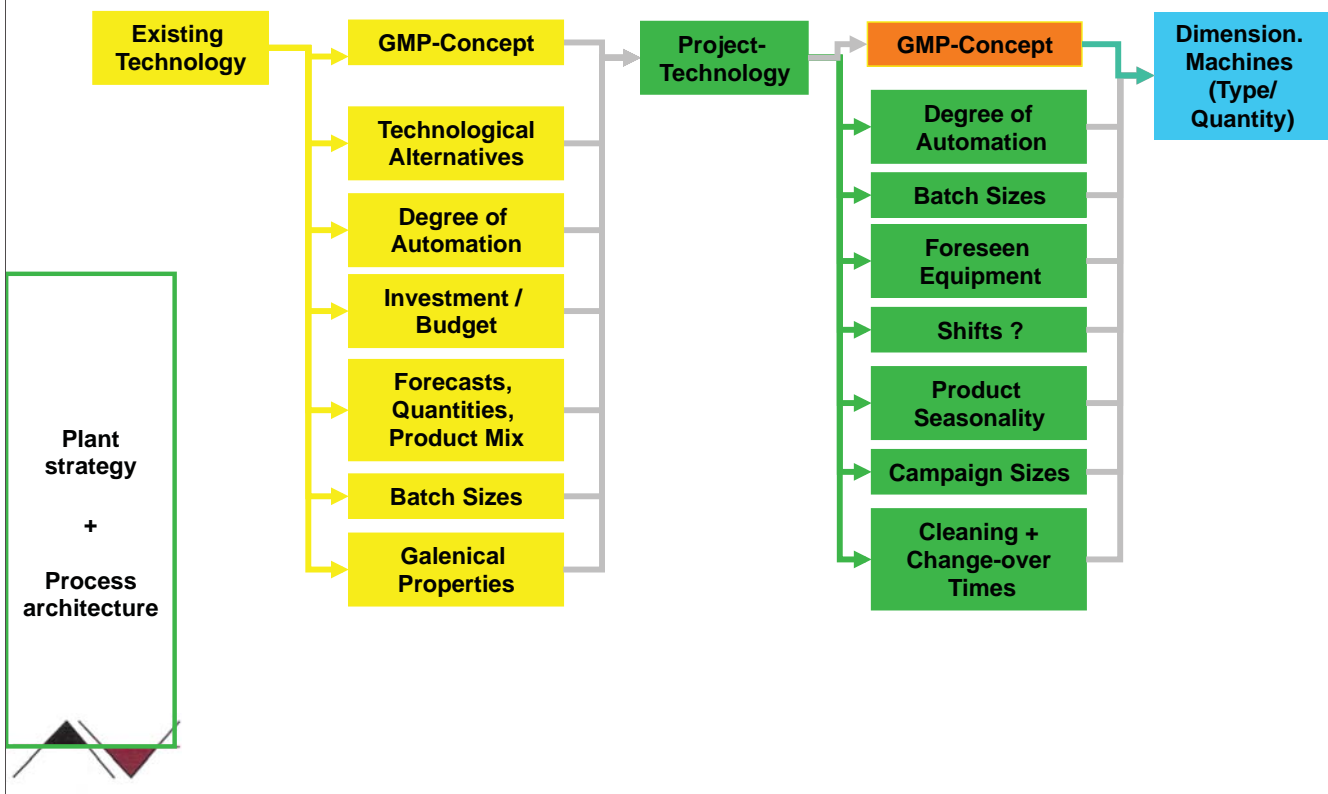 Existing
Technology
GMP-Concept
Technological
Alternatives
Degree of
Automation
Investment /
Budget
Forecasts,
Quantities,
Product Mix
Batch Sizes
Galenical
Properties
Project-
Technology
GMP-Concept
Degree of
Automation
Batch Sizes
Foreseen
Equipment
Shifts ?
Product
Seasonality
Campaign Sizes
Cleaning +
Change-over
Times
Dimension.
Machines
(Type/
Quantity)
Plant
strategy
+
Process
architecture